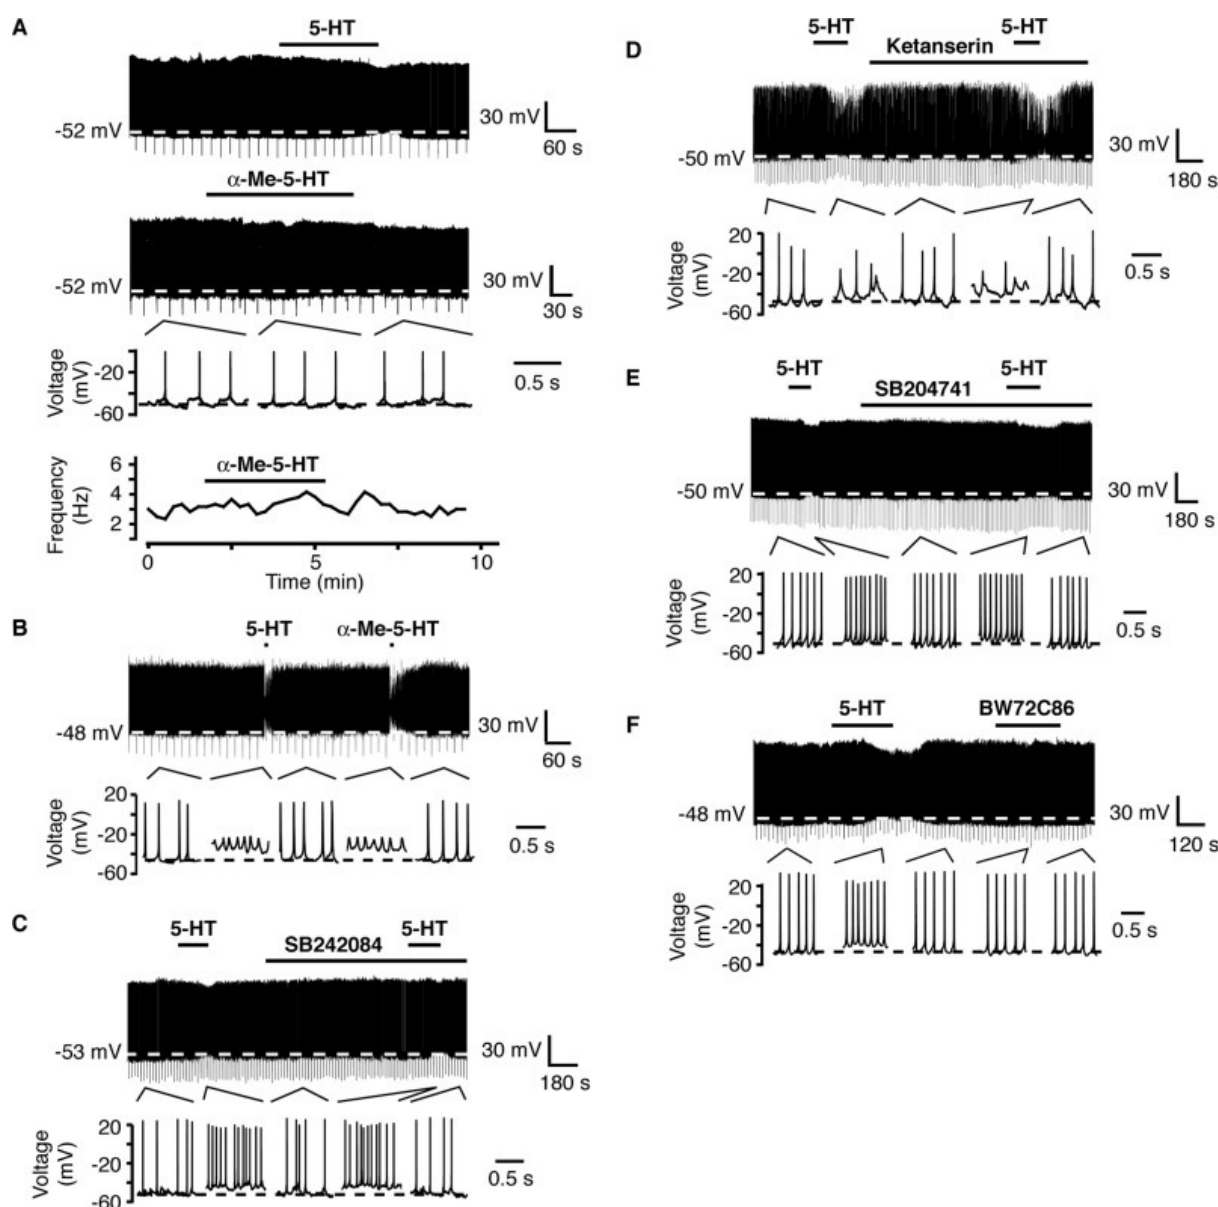 A
5-HT
-52 mV
30 mV
60 s
α-Me-5-HT
-52 mV
30 mV
30 s
Voltage
(mV)
-20
-60
0.5 s
Frequency
(Hz)
6
4
2
α-Me-5-HT
0
5
10
Time (min)
B
5-HT
α-Me-5-HT
-48 mV
30 mV
60 s
Voltage
(mV)
20
-20
-60
0.5 s
C
5-HT
5-HT
SB242084
-53 mV
30 mV
180 s
Voltage
(mV)
20
-20
-60
0.5 s
D
5-HT
5-HT
Ketanserin
-50 mV
30 mV
180 s
Voltage
(mV)
20
-20
-60
0.5 s
E
5-HT
5-HT
SB204741
-50 mV
30 mV
180 s
Voltage
(mV)
20
-20
-60
0.5 s
F
5-HT
BW72C86
-48 mV
30 mV
120 s
Voltage
(mV)
20
-20
-60
0.5 s